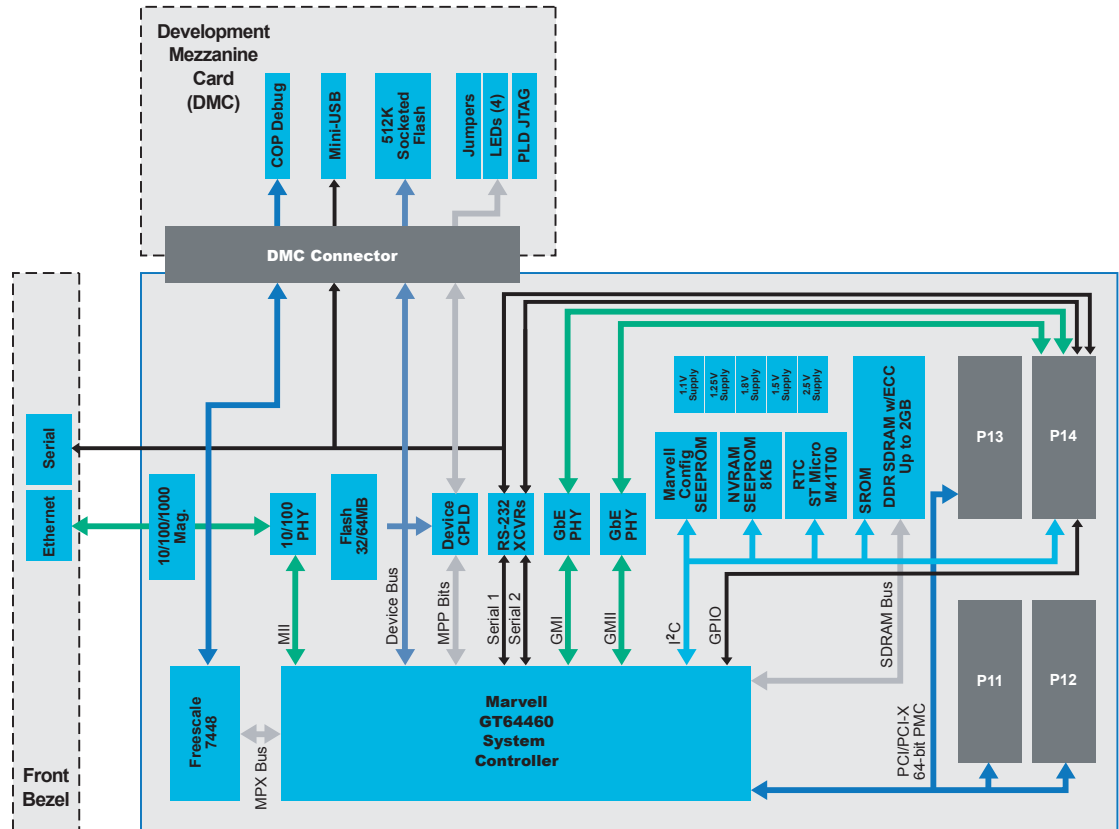 Development
Mezzanine
Card
(DMC)
COP Debug
Mini-USB
512K
Socketed
Flash
Jumpers
LEDs (4)
PLD JTAG
DMC Connector
Serial
Ethernet
Front
Bezel
10/100/1000
Mag.
10/100
PHY
Flash
32/64MB
Device
CPLD
RS-232
XCVRs
GbE
PHY
GbE
PHY
1.1V
Supply
1.25V
Supply
1.8V
Supply
1.5V
Supply
2.5V
Supply
Marvell
Config
SEEPROM
NVRAM
SEEPROM
8KB
RTC
ST Micro
M41T00
SROM
DDR SDRAM w/ECC
Up to 2GB
P13
P14
MII
Device Bus
MPP Bits
Serial 1
Serial 2
GMI
GMII
I²C
GPIO
SDRAM Bus
PCI/PCI-X
64-bit PMC
P11
P12
Freescale
7448
MPX Bus
Marvell
GT64460
System
Controller